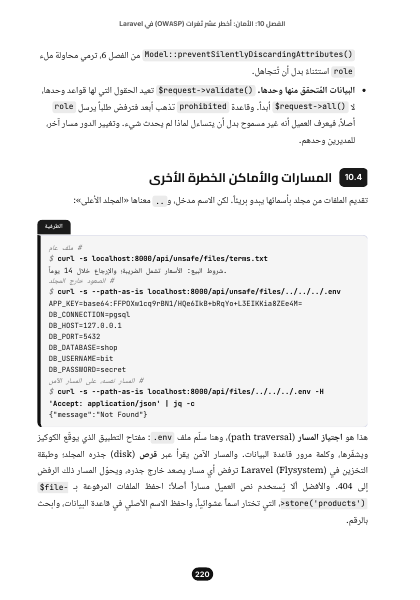 الفصل 10: الأمان: أخطر عشر ثغرات (OWASP) في Laravel
Model::preventSilentlyDiscardingAttributes() من الفصل 6، ترمي محاولة ملء
role استثناءً بدل أن تُتجاهل.
• البيانات المُتحقق منها وحدها. $request->validate() تعيد الحقول التي لها قواعد وحدها،
لا $request->all() أبداً. وقاعدة prohibited تذهب أبعد فترفض طلباً يرسل role
أصلاً، فيعرف العميل أنه غير مسموح بدل أن يتساءل لماذا لم يحدث شيء. وتغيير الدور مسار آخر،
للمديرين وحدهم.
10.4 المسارات والأماكن الخطرة الأخرى
تقديم الملفات من مجلد بأسمائها يبدو بريئاً. لكن الاسم مدخل، و.. معناها «المجلد الأعلى»:
الطرفية
# ملف عام
$ curl -s localhost:8000/api/unsafe/files/terms.txt
شروط البيع: الأسعار تشمل الضريبة؛ والإرجاع خلال 14 يوماً.
# الصعود خارج المجلد
$ curl -s --path-as-is localhost:8000/api/unsafe/files/../../../.env
APP_KEY=base64:FFPOXw1cq9rBN1/HQe6IkB+bRqYo+L3EIKKia8ZEe4M=
DB_CONNECTION=pgsql
DB_HOST=127.0.0.1
DB_PORT=5432
DB_DATABASE=shop
DB_USERNAME=bit
DB_PASSWORD=secret
# المسار نفسه، على المسار الآمن
$ curl -s --path-as-is localhost:8000/api/files/../../../.env -H
'Accept: application/json' | jq -c
{"message":"Not Found"}
هذا هو اجتياز المسار (path traversal)، وهنا سلّم ملف .env: مفتاح التطبيق الذي يوقّع الكوكيز
ويشفّرها، وكلمة مرور قاعدة البيانات. والمسار الآمن يقرأ عبر قرص (disk) جذره المجلد؛ وطبقة
التخزين في Laravel (Flysystem) ترفض أي مسار يصعد خارج جذره، ويحوّل المسار ذلك الرفض
إلى 404. والأفضل ألا يُستخدم نص العميل مساراً أصلاً: احفظ الملفات المرفوعة بـ $file-
>store('products')، التي تختار اسماً عشوائياً، واحفظ الاسم الأصلي في قاعدة البيانات، وابحث
بالرقم.
220